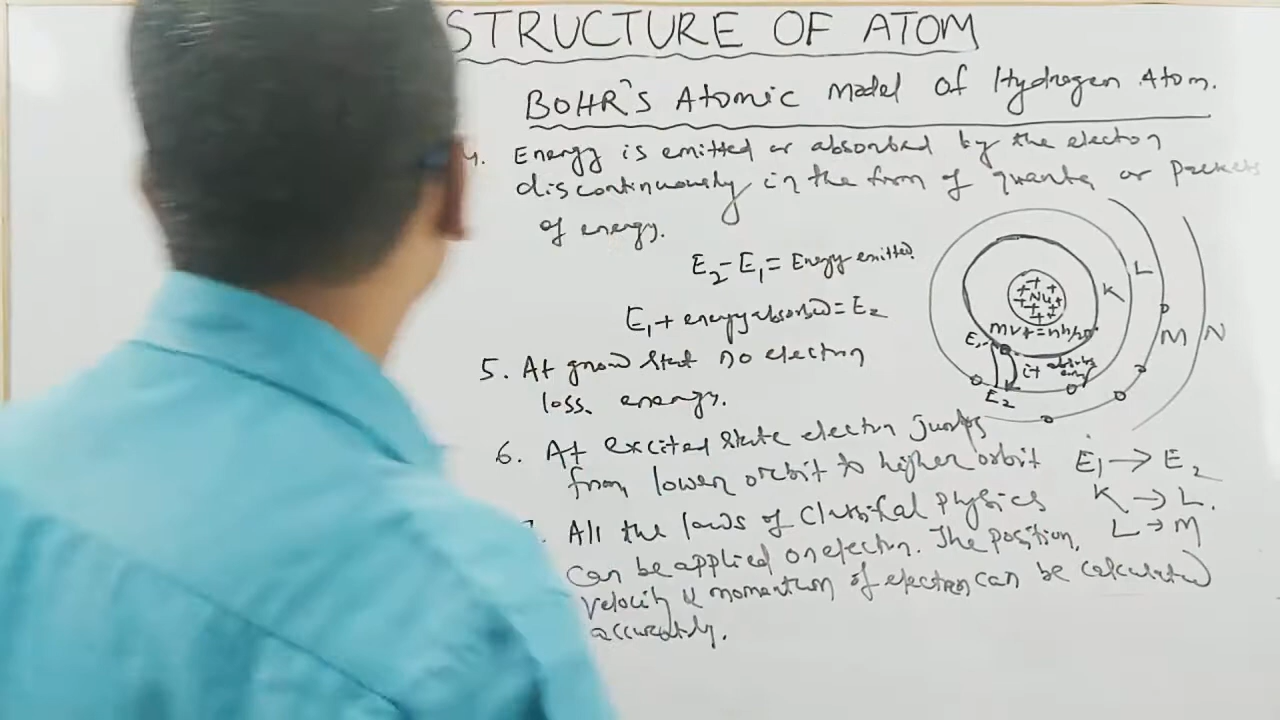 STRUCTURE OF ATOM
BOHR'S Atomic Model of Hydrogen Atom.
4. Energy is emitted or absorbed by the electron
discontinuously in the form of quanta or packets
of energy.
E2 - E1 = Energy emitted
E1 + energy absorbed = E2
5. At ground state no electron
loss energy.
6. At excited state electron jumps
from lower orbit to higher orbit
E1 → E2
K → L.
L → M
All the laws of Classical physics
can be applied on electron. The position,
velocity & momentum of electron can be calculated
accurately.
Nu
mvr = nh/2π
K
L
M
N
E1
E2